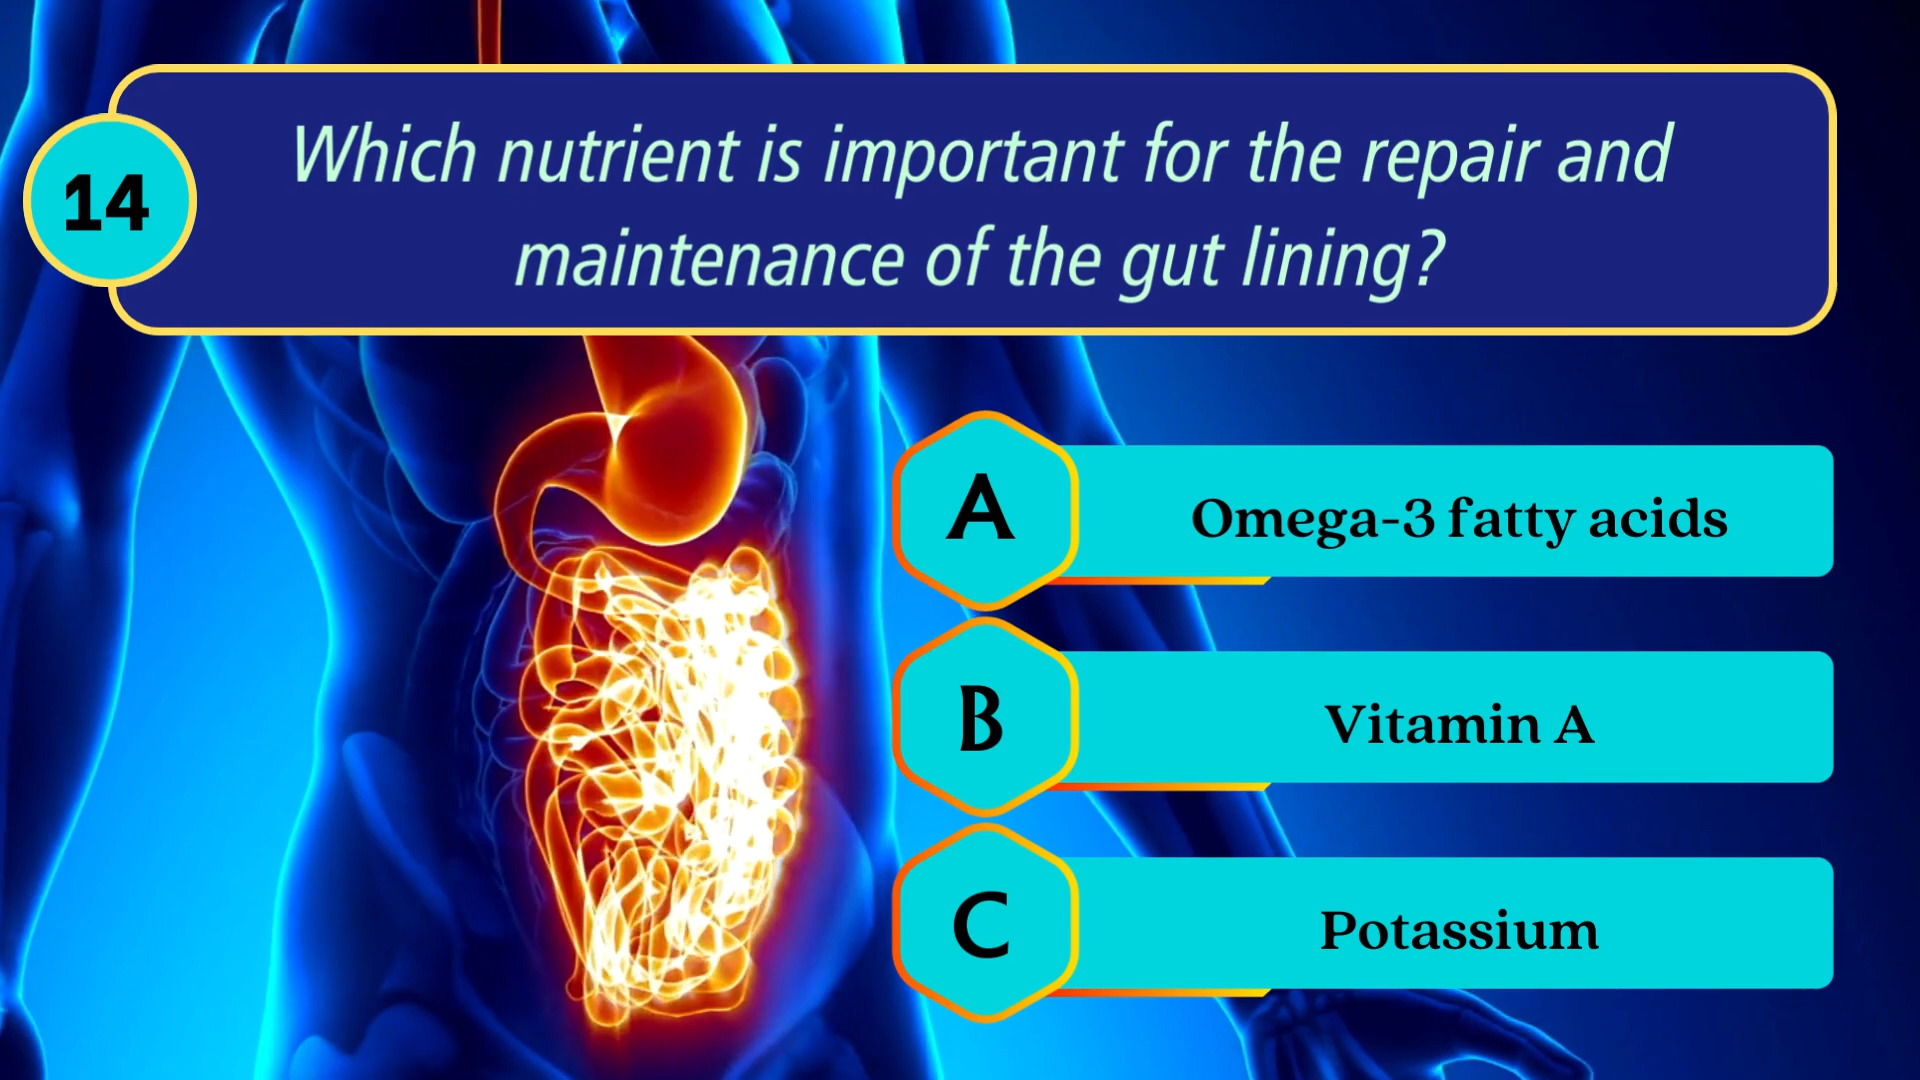 14
Which nutrient is important for the repair and
maintenance of the gut lining?
A
Omega-3 fatty acids
B
Vitamin A
C
Potassium